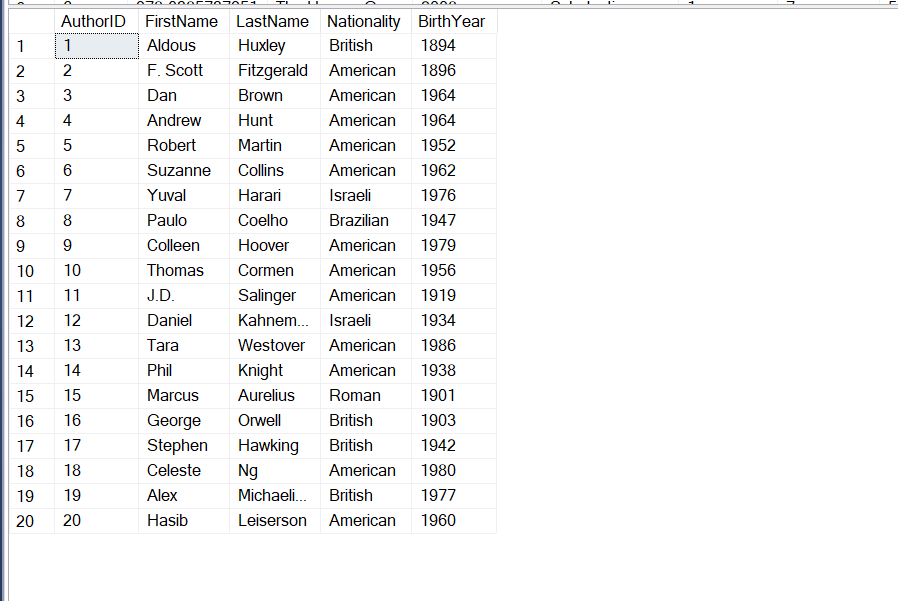 AuthorID FirstName LastName Nationality BirthYear
1 1 Aldous Huxley British 1894
2 2 F. Scott Fitzgerald American 1896
3 3 Dan Brown American 1964
4 4 Andrew Hunt American 1964
5 5 Robert Martin American 1952
6 6 Suzanne Collins American 1962
7 7 Yuval Harari Israeli 1976
8 8 Paulo Coelho Brazilian 1947
9 9 Colleen Hoover American 1979
10 10 Thomas Cormen American 1956
11 11 J.D. Salinger American 1919
12 12 Daniel Kahnem... Israeli 1934
13 13 Tara Westover American 1986
14 14 Phil Knight American 1938
15 15 Marcus Aurelius Roman 1901
16 16 George Orwell British 1903
17 17 Stephen Hawking British 1942
18 18 Celeste Ng American 1980
19 19 Alex Michaeli... British 1977
20 20 Hasib Leiserson American 1960